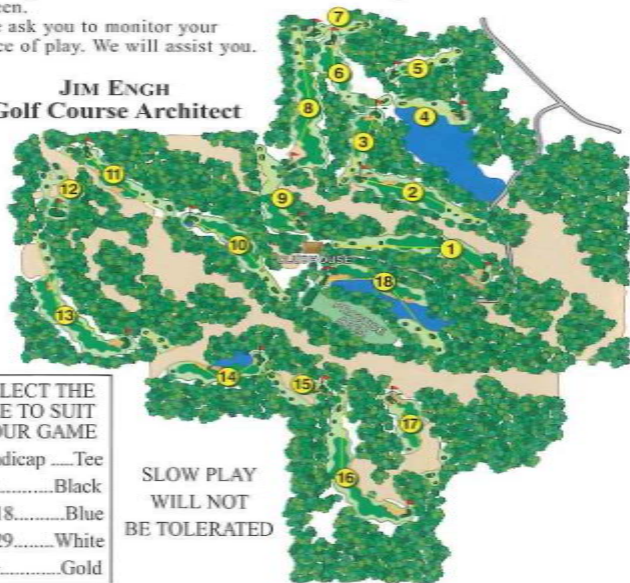 een.
e ask you to monitor your
ce of play. We will assist you.
JIM ENGH
Golf Course Architect
7
6
5
8
4
3
11
12
2
9
10
1
CLUBHOUSE
18
13
14
15
17
16
LECT THE
E TO SUIT
OUR GAME
dicap ....Tee
..........Black
18.........Blue
29........White
..........Gold
SLOW PLAY
WILL NOT
BE TOLERATED